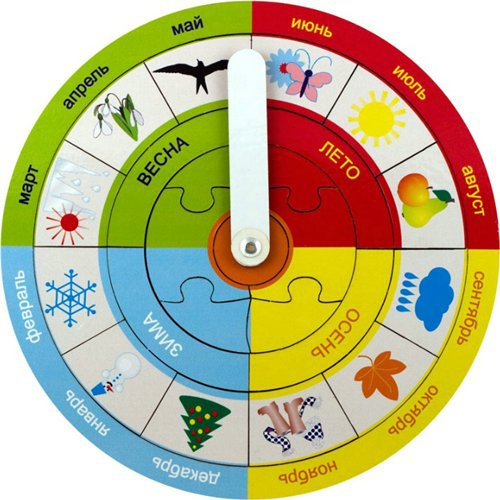 май
июнь
апрель
июль
март
август
ВЕСНА
ЛЕТО
февраль
сентябрь
ЗИМА
ОСЕНЬ
январь
октябрь
декабрь
ноябрь